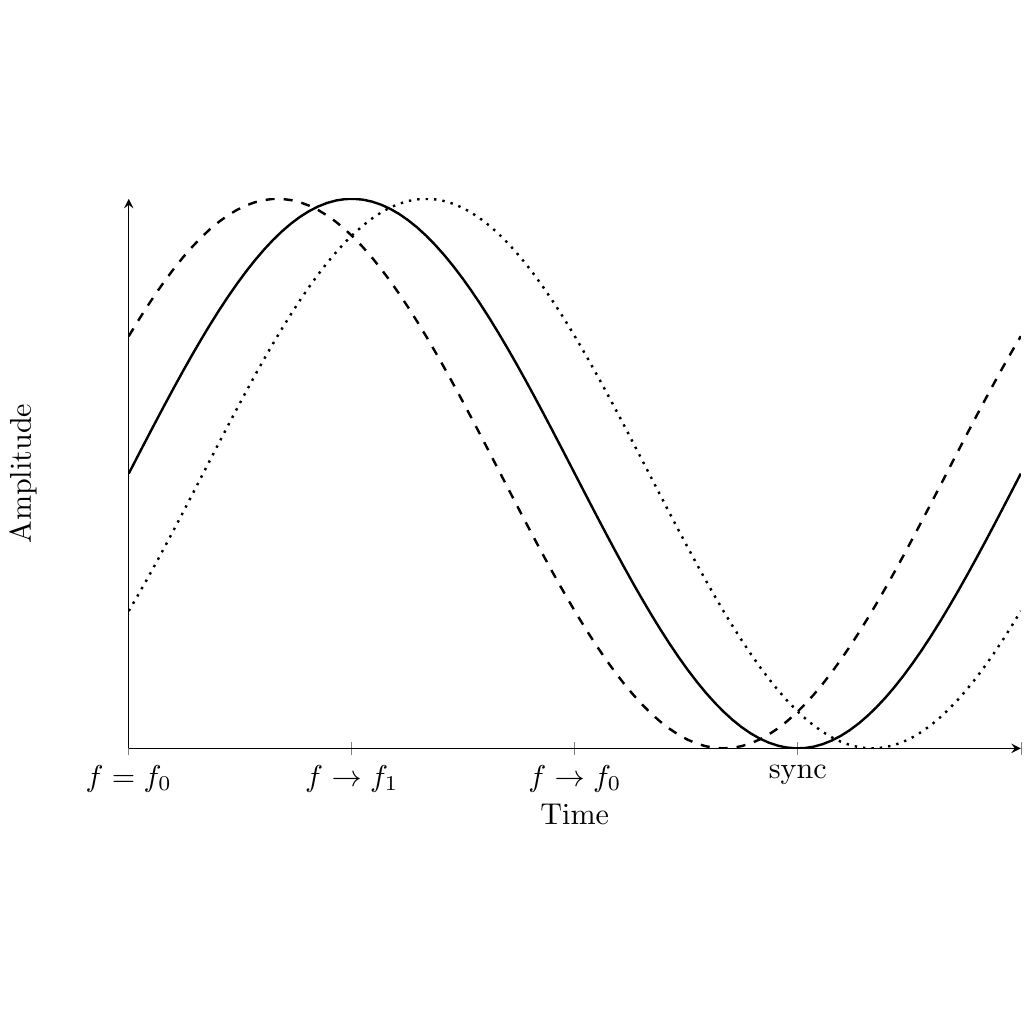 Amplitude
f = f₀ f → f₁ f → f₀ sync
Time